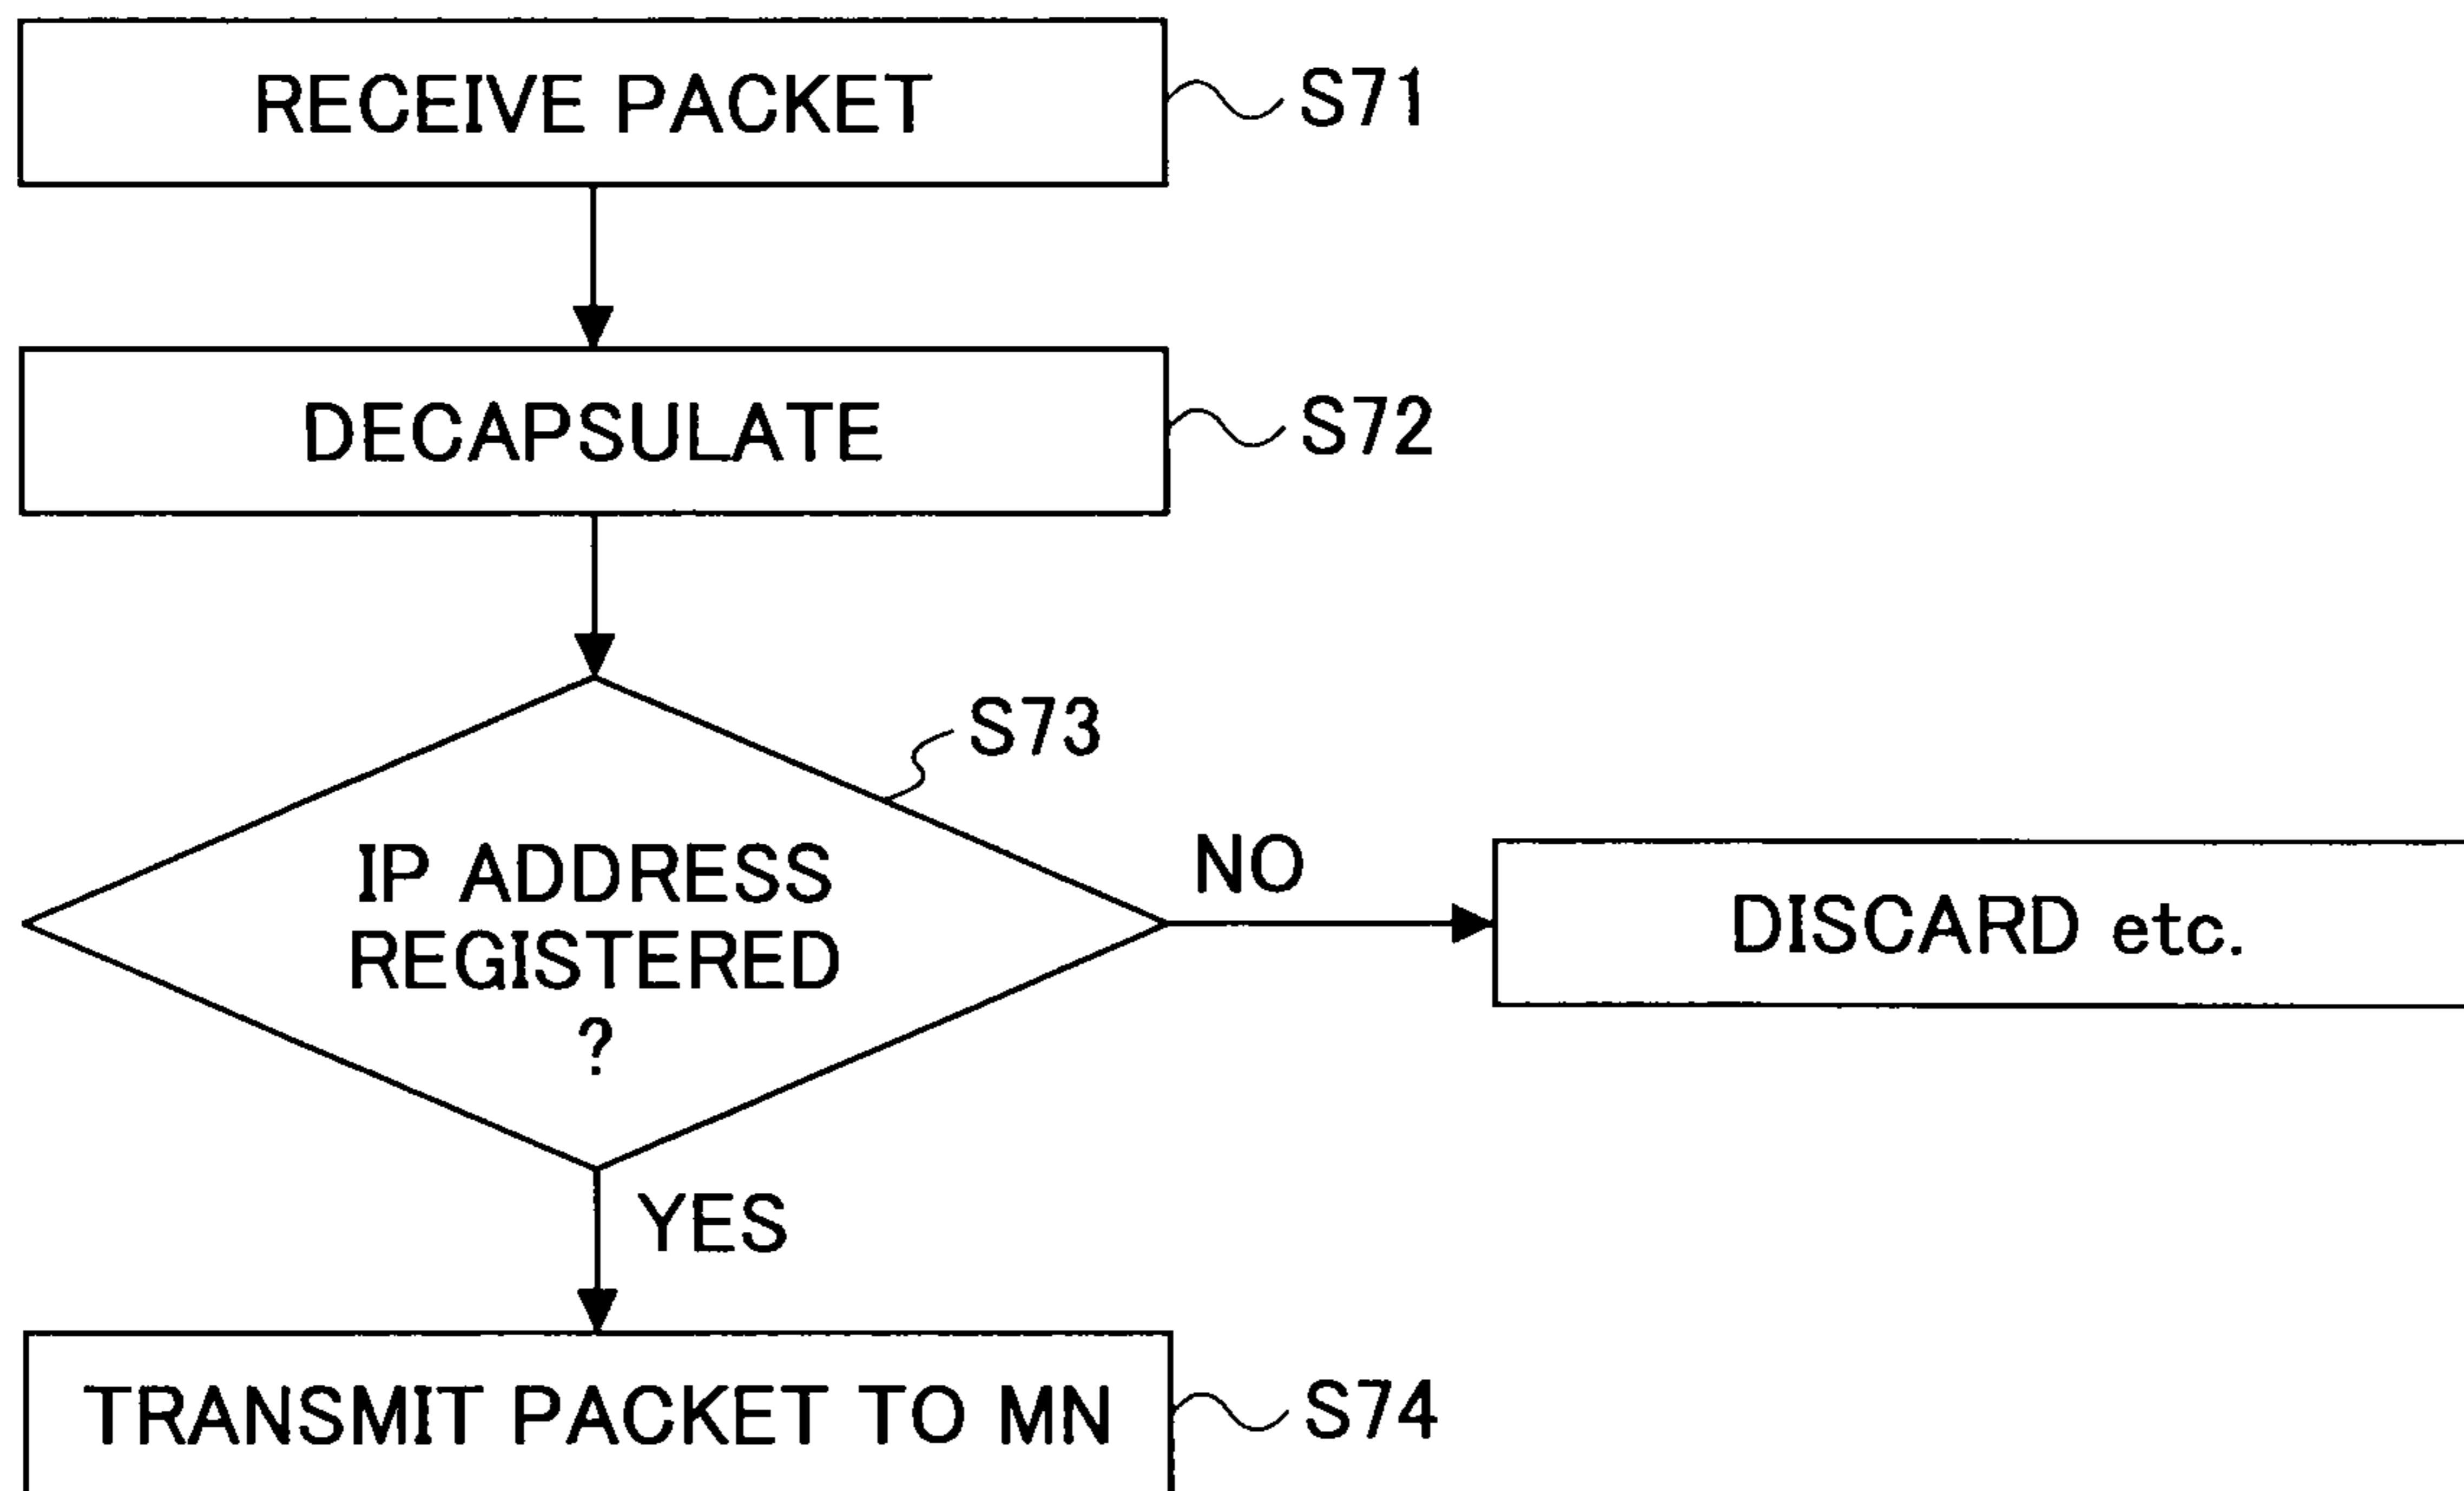 RECEIVE PACKET
S71
DECAPSULATE
S72
S73
IP ADDRESS
REGISTERED
?
NO
DISCARD etc.
YES
TRANSMIT PACKET TO MN
S74